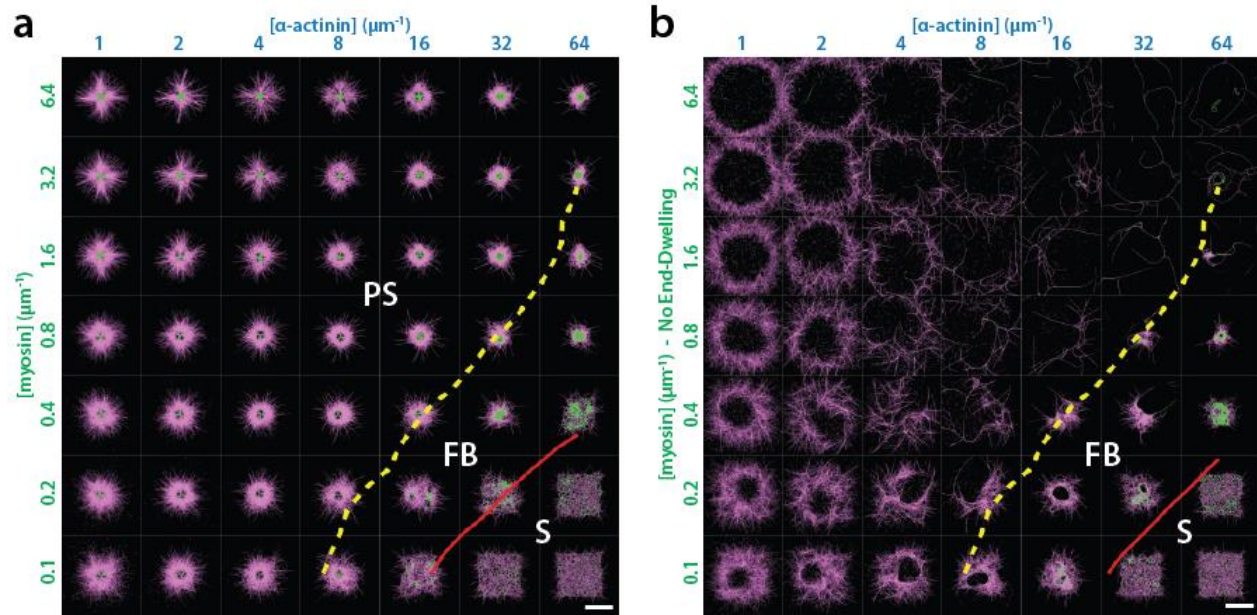 a
[α-actinin] (μm⁻¹)
1 2 4 8 16 32 64
[myosin] (μm⁻¹)
6.4
3.2
1.6
0.8
0.4
0.2
0.1
PS
FB
S
b
[α-actinin] (μm⁻¹)
1 2 4 8 16 32 64
[myosin] (μm⁻¹) - No End-Dwelling
6.4
3.2
1.6
0.8
0.4
0.2
0.1
FB
S